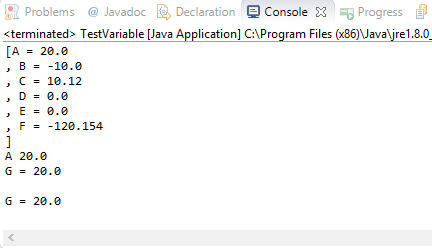 Problems @ Javadoc Declaration Console Progress
<terminated> TestVariable [Java Application] C:\Program Files (x86)\Java\jre1.8.0_
[A = 20.0
, B = -10.0
, C = 10.12
, D = 0.0
, E = 0.0
, F = -120.154
]
A 20.0
G = 20.0
G = 20.0